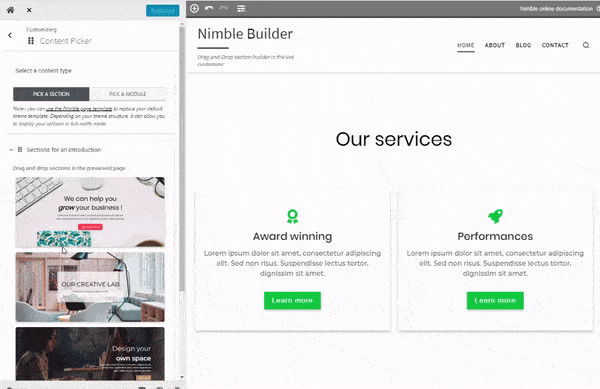 Published
Customizing
Content Picker
Select a content type...
PICK A SECTION
PICK A MODULE
Note : you can use the Nimble page template to replace your default
theme template. Depending on your theme structure, it can allow you
to display your sections in full-width mode.
Sections for an introduction
Drag and drop sections in the previewed page
We can help you
grow your business !
OUR CREATIVE LAB
Design your
own space
Nimble online documentation
Nimble Builder
Drag-and-Drop section builder in the live
customizer
HOME
ABOUT
BLOG
CONTACT
Our services
Award winning
Lorem ipsum dolor sit amet, consectetur adipiscing
elit. Sed non risus. Suspendisse lectus tortor,
dignissim sit amet.
Learn more
Performances
Lorem ipsum dolor sit amet, consectetur adipiscing
elit. Sed non risus. Suspendisse lectus tortor,
dignissim sit amet.
Learn more